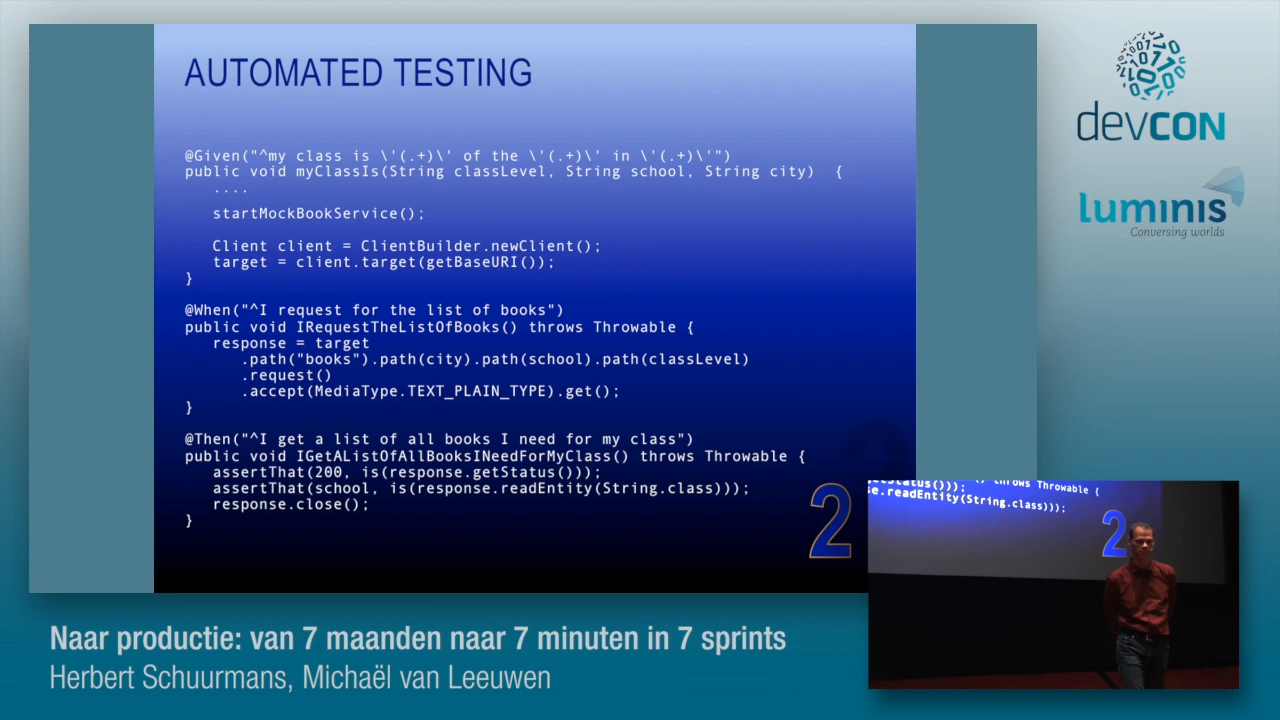 AUTOMATED TESTING
@Given("^my class is \'(.+)\' of the \'(.+)\' in \'(.+)\'")
public void myClassIs(String classLevel, String school, String city)  {
   ....
   startMockBookService();
   Client client = ClientBuilder.newClient();
   target = client.target(getBaseURI());
}
@When("^I request for the list of books")
public void IRequestTheListOfBooks() throws Throwable {
   response = target
      .path("books").path(city).path(school).path(classLevel)
      .request()
      .accept(MediaType.TEXT_PLAIN_TYPE).get();
}
@Then("^I get a list of all books I need for my class")
public void IGetAListOfAllBooksINeedForMyClass() throws Throwable {
   assertThat(200, is(response.getStatus()));
   assertThat(school, is(response.readEntity(String.class)));
   response.close();
}
2
devcon
luminis
Conversing worlds
throws Throwable {
se.readEntity(String.class)));
2
Naar productie: van 7 maanden naar 7 minuten in 7 sprints
Herbert Schuurmans, Michaël van Leeuwen